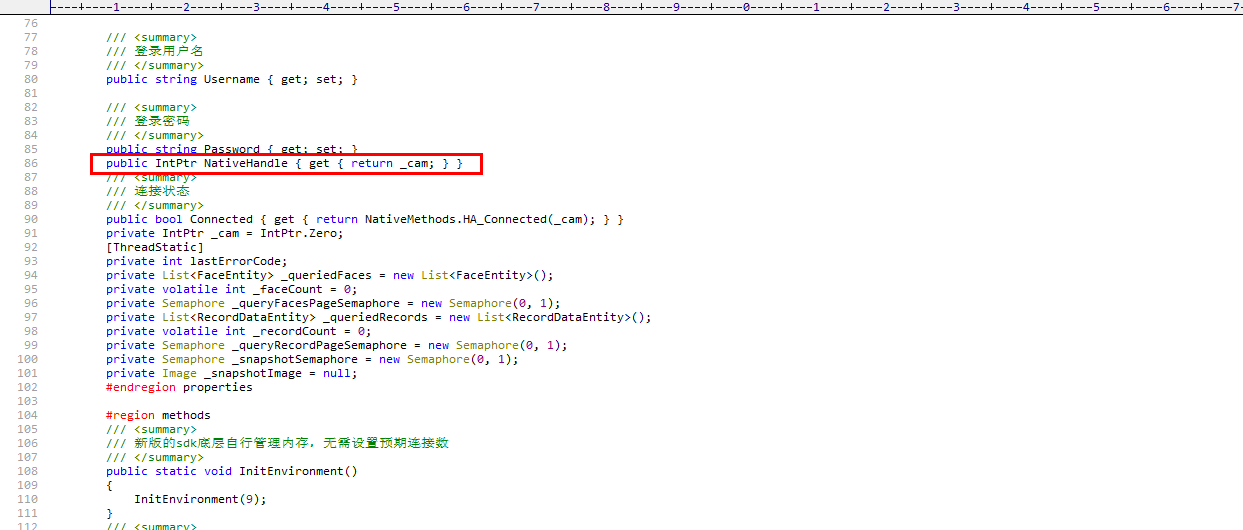 ----+----1----+----2----+----3----+----4----+----5----+----6----+----7----+----8----+----9----+----0----+----1----+----2----+----3----+----4----+----5----+----6----+----7-
76
77 /// <summary>
78 /// 登录用户名
79 /// </summary>
80 public string Username { get; set; }
81
82 /// <summary>
83 /// 登录密码
84 /// </summary>
85 public string Password { get; set; }
86 public IntPtr NativeHandle { get { return _cam; } }
87 /// <summary>
88 /// 连接状态
89 /// </summary>
90 public bool Connected { get { return NativeMethods.HA_Connected(_cam); } }
91 private IntPtr _cam = IntPtr.Zero;
92 [ThreadStatic]
93 private int lastErrorCode;
94 private List<FaceEntity> _queriedFaces = new List<FaceEntity>();
95 private volatile int _faceCount = 0;
96 private Semaphore _queryFacesPageSemaphore = new Semaphore(0, 1);
97 private List<RecordDataEntity> _queriedRecords = new List<RecordDataEntity>();
98 private volatile int _recordCount = 0;
99 private Semaphore _queryRecordPageSemaphore = new Semaphore(0, 1);
100 private Semaphore _snapshotSemaphore = new Semaphore(0, 1);
101 private Image _snapshotImage = null;
102 #endregion properties
103
104 #region methods
105 /// <summary>
106 /// 新版的sdk底层自行管理内存, 无需设置预期连接数
107 /// </summary>
108 public static void InitEnvironment()
109 {
110 InitEnvironment(9);
111 }
112 /// <summary>